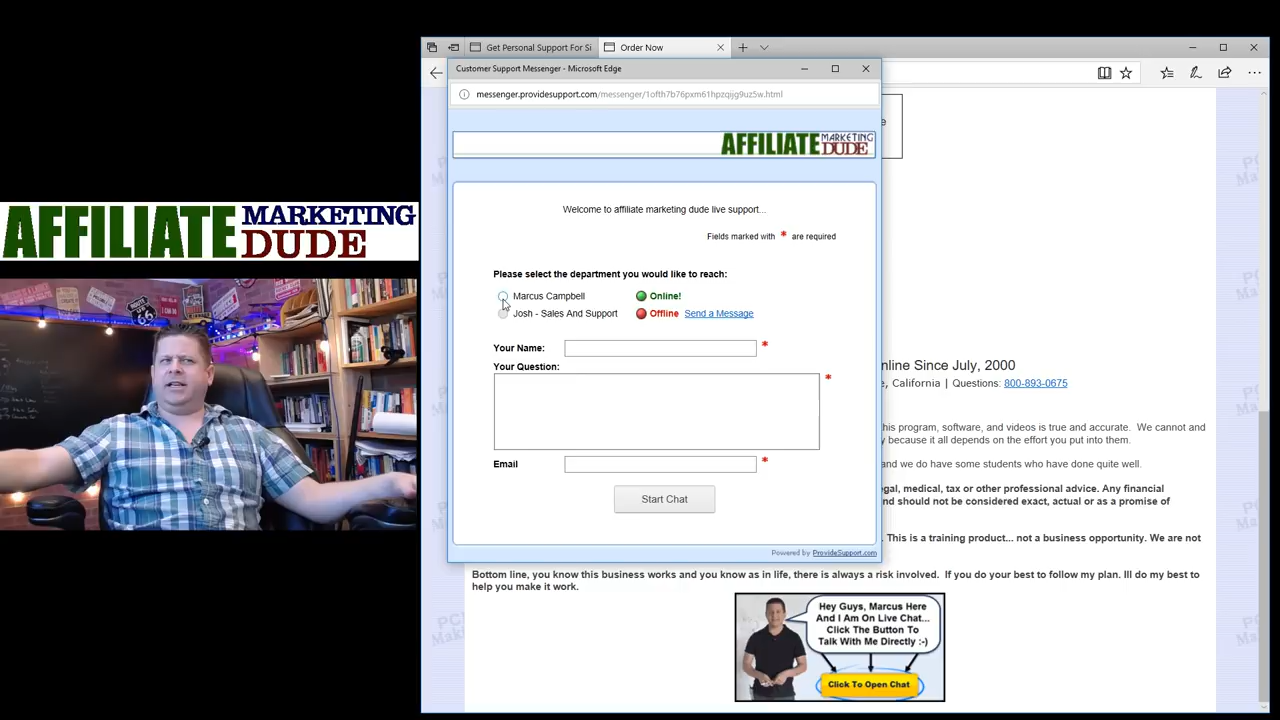 Get Personal Support For Si
Order Now
Customer Support Messenger - Microsoft Edge
messenger.providesupport.com/messenger/1ofth7b76pxm61hpzqijg9uz5w.html
AFFILIATE MARKETING DUDE
Welcome to affiliate marketing dude live support...
Fields marked with * are required
Please select the department you would like to reach:
Marcus Campbell Online!
Josh - Sales And Support Offline Send a Message
Your Name: *
Your Question: *
Email *
Start Chat
Powered by ProvideSupport.com
AFFILIATE MARKETING DUDE
e
nline Since July, 2000
e, California | Questions: 800-893-0675
his program, software, and videos is true and accurate. We cannot and
y because it all depends on the effort you put into them.
and we do have some students who have done quite well.
egal, medical, tax or other professional advice. Any financial
nd should not be considered exact, actual or as a promise of
. This is a training product... not a business opportunity. We are not
Bottom line, you know this business works and you know as in life, there is always a risk involved. If you do your best to follow my plan. Ill do my best to
help you make it work.
Hey Guys, Marcus Here
And I Am On Live Chat...
Click The Button To
Talk With Me Directly :-)
Click To Open Chat